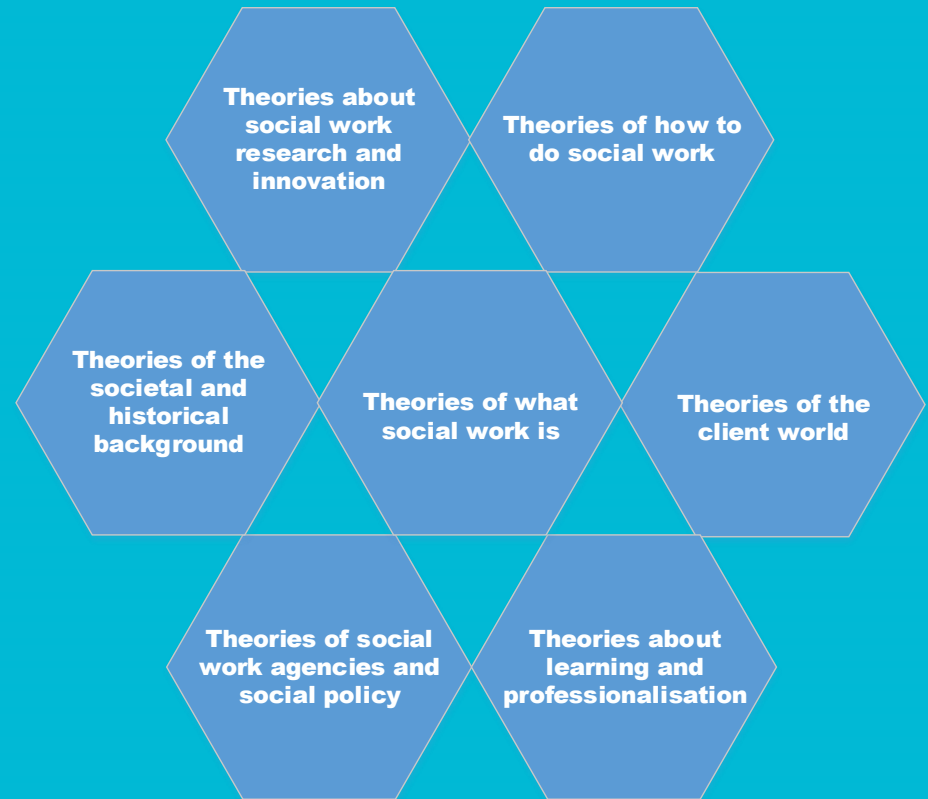 Theories about
social work
research and
innovation
Theories of how to
do social work
Theories of the
societal and
historical
background
Theories of what
social work is
Theories of the
client world
Theories of social
work agencies and
social policy
Theories about
learning and
professionalisation